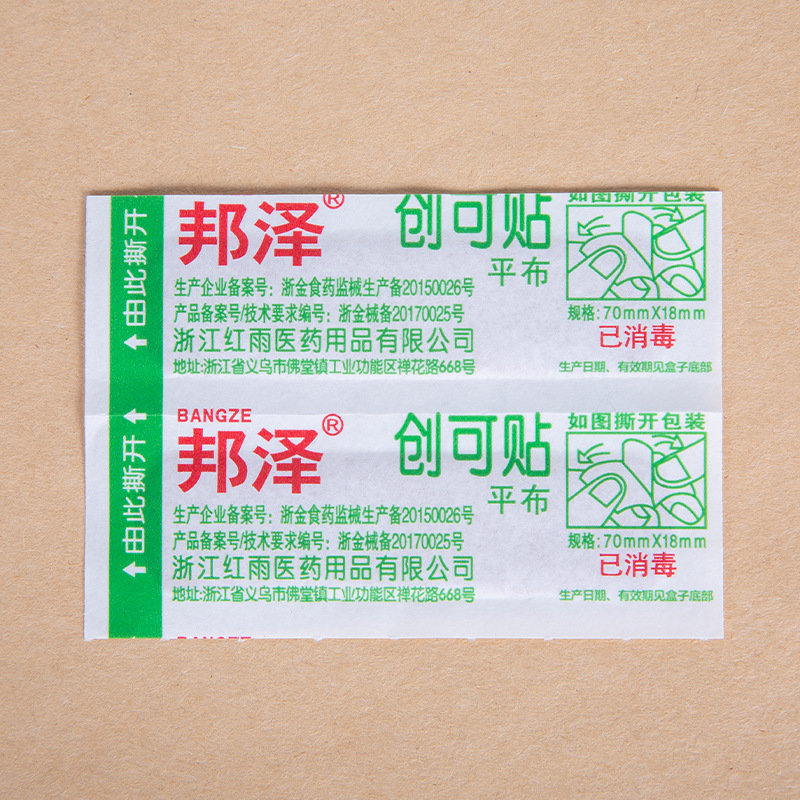 由此撕开
邦泽®
创可贴
平布
生产企业备案号：浙金食药监械生产备20150026号
产品备案号/技术要求编号：浙金械备20170025号
浙江红雨医药用品有限公司
地址:浙江省义乌市佛堂镇工业功能区禅花路668号
如图撕开包装
规格:70mmX18mm
已消毒
生产日期、有效期见盒子底部
由此撕开
BANGZE
邦泽®
创可贴
平布
生产企业备案号：浙金食药监械生产备20150026号
产品备案号/技术要求编号：浙金械备20170025号
浙江红雨医药用品有限公司
地址:浙江省义乌市佛堂镇工业功能区禅花路668号
如图撕开包装
规格:70mmX18mm
已消毒
生产日期、有效期见盒子底部
BANGZE